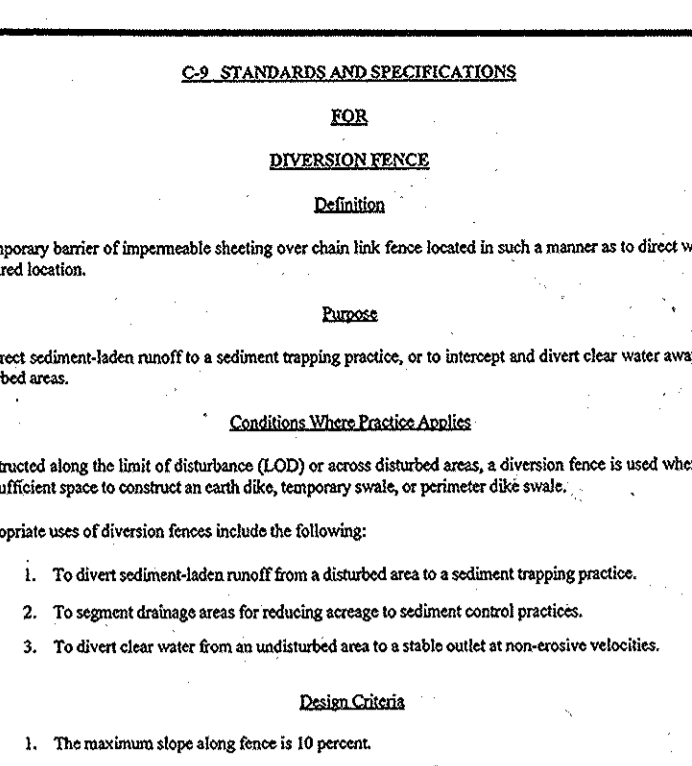 C-9 STANDARDS AND SPECIFICATIONS
FOR
DIVERSION FENCE
Definition
mporary barrier of impermeable sheeting over chain link fence located in such a manner as to direct w
red location.
Purpose
rect sediment-laden runoff to a sediment trapping practice, or to intercept and divert clear water awa
bed areas.
Conditions Where Practice Applies
tructed along the limit of disturbance (LOD) or across disturbed areas, a diversion fence is used whe
ufficient space to construct an earth dike, temporary swale, or perimeter dike swale.
opriate uses of diversion fences include the following:
1. To divert sediment-laden runoff from a disturbed area to a sediment trapping practice.
2. To segment drainage areas for reducing acreage to sediment control practices.
3. To divert clear water from an undisturbed area to a stable outlet at non-erosive velocities.
Design Criteria
1. The maximum slope along fence is 10 percent.